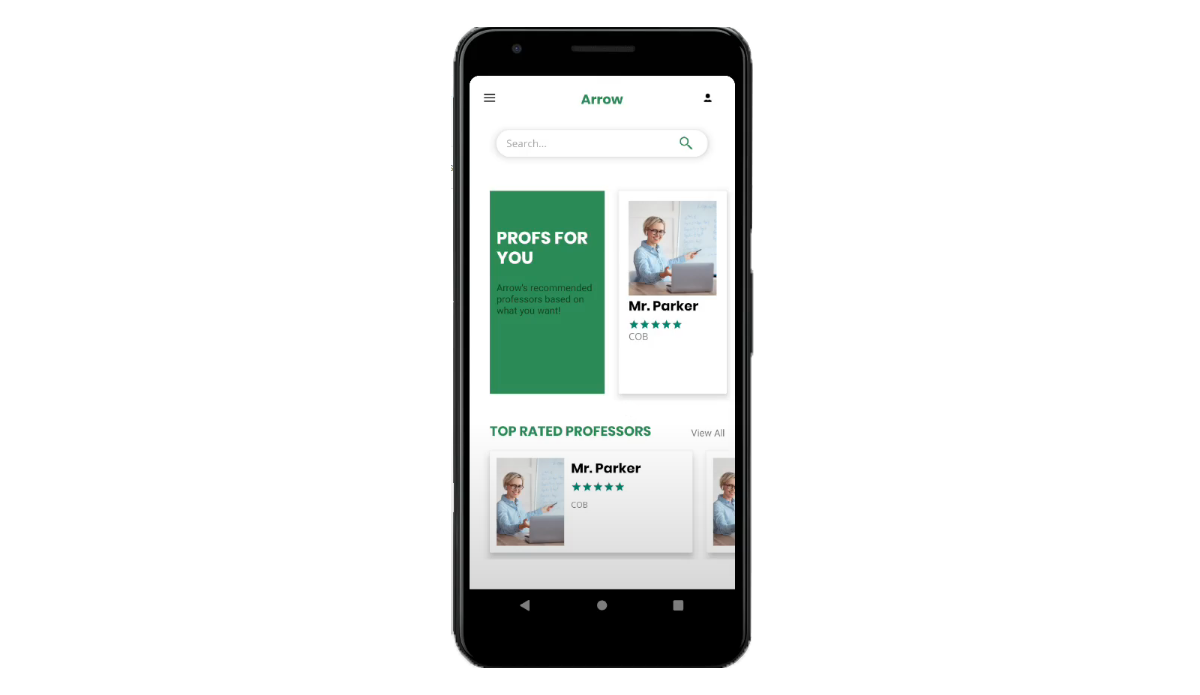 Arrow
Search...
PROFS FOR
YOU
Arrow's recommended
professors based on
what you want!
Mr. Parker
COB
TOP RATED PROFESSORS
View All
Mr. Parker
COB